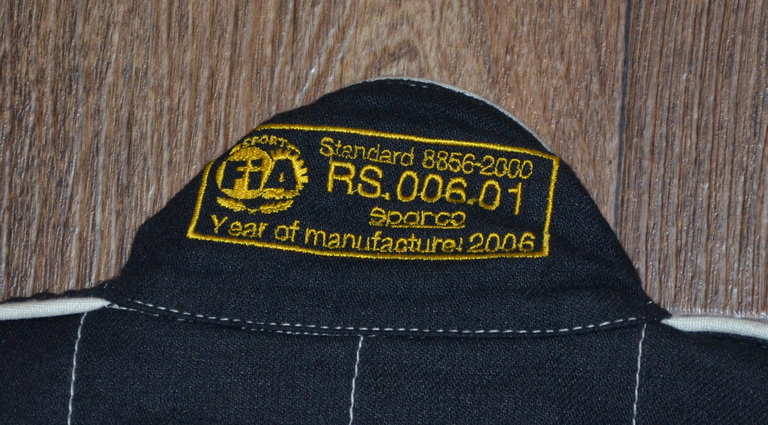 SPORT
FIA
Standard 8856-2000
RS.006.01
Sparco
Year of manufacture: 2006